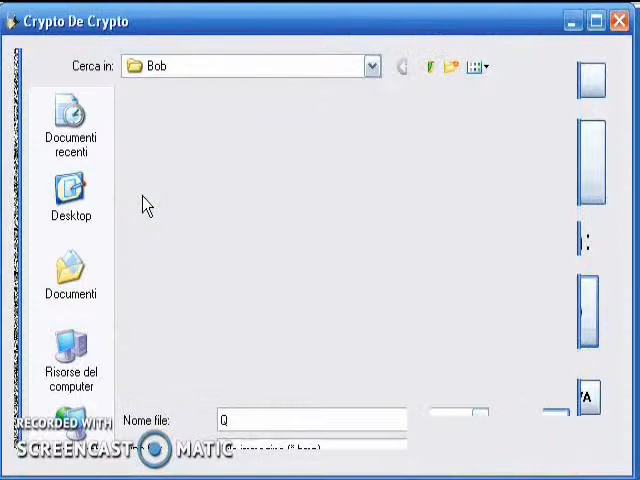 Crypto De Crypto
Cerca in: Bob
Documenti
recenti
Desktop
Documenti
Risorse del
computer
Nome file: Q
RECORDED WITH
SCREENCAST MATIC